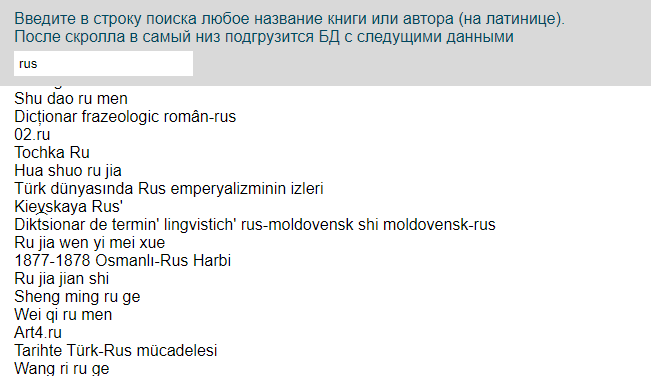 Введите в строку поиска любое название книги или автора (на латинице).
После скролла в самый низ подгрузится БД с следущими данными
rus
Shu dao ru men
Dicționar frazeologic român-rus
02.ru
Tochka Ru
Hua shuo ru jia
Türk dünyasında Rus emperyalizminin izleri
Kievskaya Rus'
Dikt͡sionar de termin' lingvistich' rus-moldovensk shi moldovensk-rus
Ru jia wen yi mei xue
1877-1878 Osmanlı-Rus Harbi
Ru jia jian shi
Sheng ming ru ge
Wei qi ru men
Art4.ru
Tarihte Türk-Rus mücadelesi
Wang ri ru ge